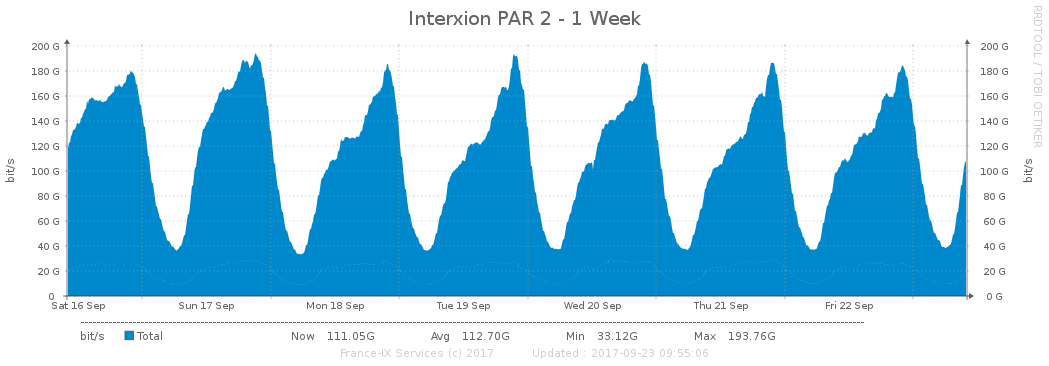 Interxion PAR 2 - 1 Week
RRDTOOL / TOBI OETIKER
200 G 200 G
180 G 180 G
160 G 160 G
140 G 140 G
120 G 120 G
100 G 100 G
80 G 80 G
60 G 60 G
40 G 40 G
20 G 20 G
0 0 G
bit/s bit/s
Sat 16 Sep Sun 17 Sep Mon 18 Sep Tue 19 Sep Wed 20 Sep Thu 21 Sep Fri 22 Sep
bit/s Total Now 111.05G Avg 112.70G Min 33.12G Max 193.76G
France-IX Services (c) 2017 Updated : 2017-09-23 09:55:06